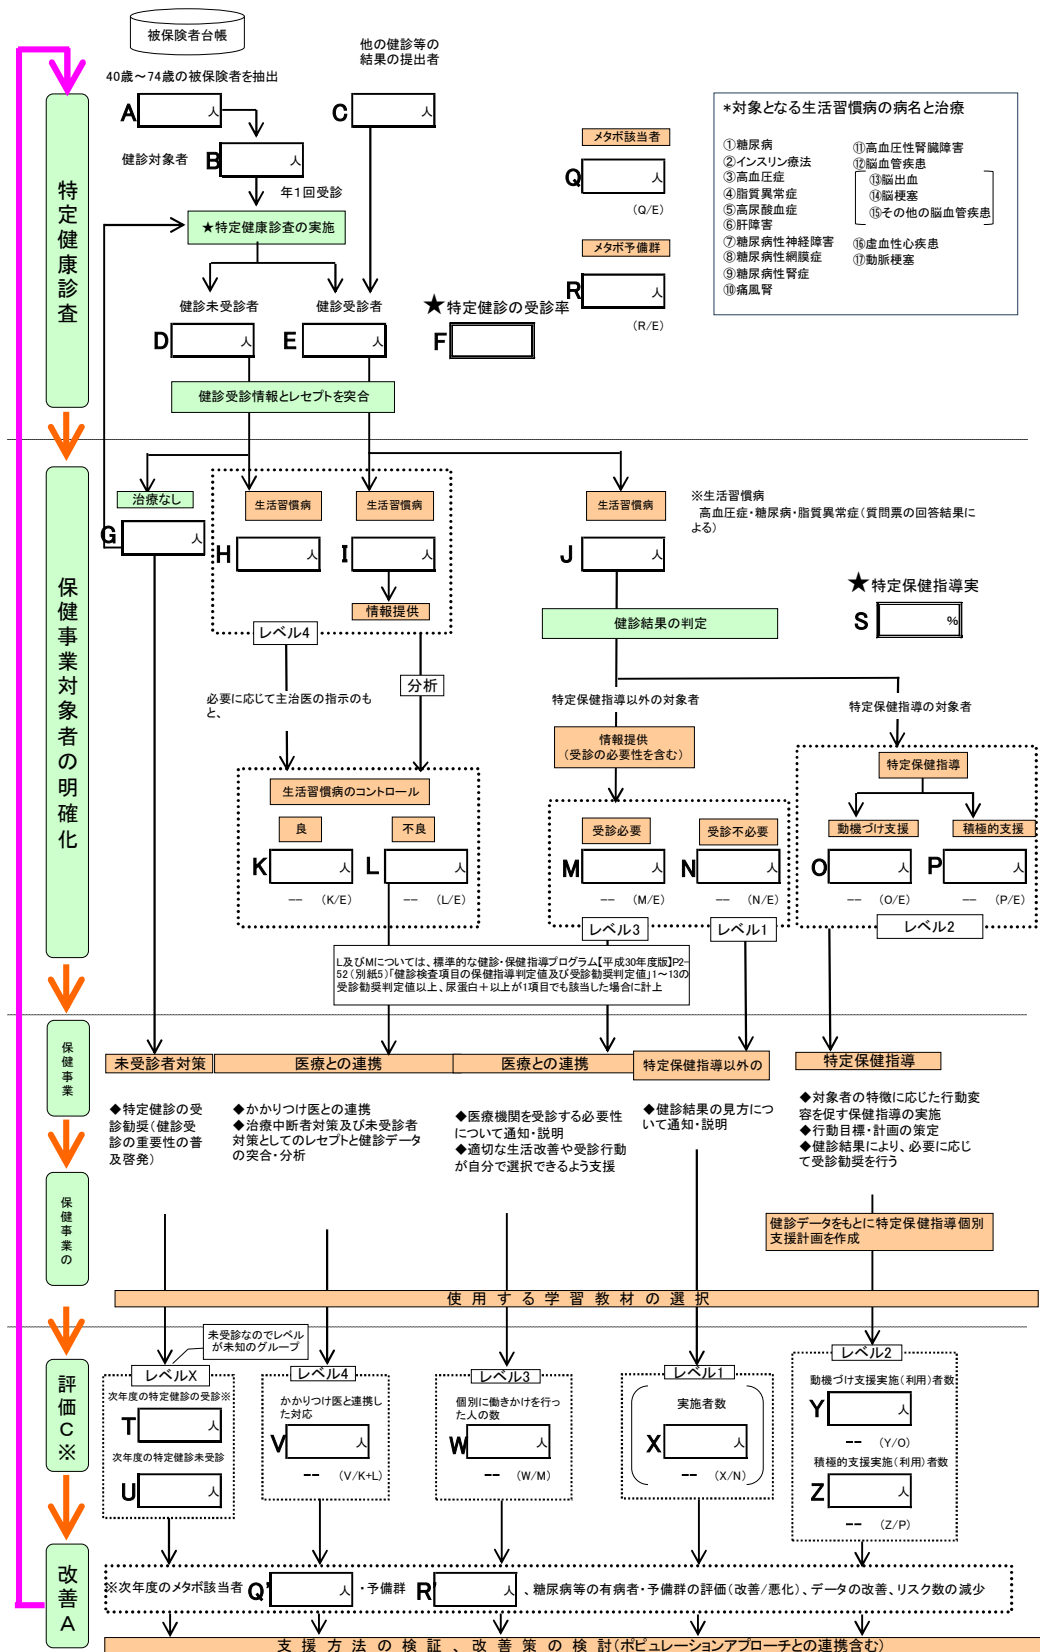 被保険者台帳
他の健診等の
結果の提出者
40歳～74歳の被保険者を抽出
A 人
C 人
健診対象者
B 人
年1回受診
★特定健康診査の実施
健診未受診者
健診受診者
D 人
E 人
★特定健診の受診率
F
健診受診情報とレセプトを突合
メタボ該当者
Q 人
(Q/E)
メタボ予備群
R 人
(R/E)
*対象となる生活習慣病の病名と治療
①糖尿病
②インスリン療法
③高血圧症
④脂質異常症
⑤高尿酸血症
⑥肝障害
⑦糖尿病性神経障害
⑧糖尿病性網膜症
⑨糖尿病性腎症
⑩痛風腎
⑪高血圧性腎臓障害
⑫脳血管疾患
⑬脳出血
⑭脳梗塞
⑮その他の脳血管疾患
⑯虚血性心疾患
⑰動脈梗塞
特定健康診査
保健事業対象者の明確化
治療なし
G 人
生活習慣病
H 人
生活習慣病
I 人
情報提供
レベル4
生活習慣病
J 人
※生活習慣病
高血圧症・糖尿病・脂質異常症(質問票の回答結果に
よる)
★特定保健指導実
S %
健診結果の判定
必要に応じて主治医の指示のも
と、
分析
特定保健指導以外の対象者
特定保健指導の対象者
情報提供
(受診の必要性を含む)
生活習慣病のコントロール
良
不良
K 人
L 人
-- (K/E)
-- (L/E)
受診必要
受診不必要
M 人
N 人
-- (M/E)
-- (N/E)
レベル3
レベル1
特定保健指導
動機づけ支援
積極的支援
O 人
P 人
-- (O/E)
-- (P/E)
レベル2
L及びMについては、標準的な健診・保健指導プログラム【平成30年度版】P2-
52（別紙5)「健診検査項目の保健指導判定値及び受診勧奨判定値」1～13の
受診勧奨判定値以上、尿蛋白＋以上が1項目でも該当した場合に計上
保健事業
未受診者対策
医療との連携
医療との連携
特定保健指導以外の
特定保健指導
◆特定健診の受
診勧奨(健診受
診の重要性の普
及啓発)
◆かかりつけ医との連携
◆治療中断者対策及び未受診者
対策としてのレセプトと健診データ
の突合・分析
◆医療機関を受診する必要性
について通知・説明
◆適切な生活改善や受診行動
が自分で選択できるよう支援
◆健診結果の見方につ
いて通知・説明
◆対象者の特徴に応じた行動変
容を促す保健指導の実施
◆行動目標・計画の策定
◆健診結果により、必要に応じ
て受診勧奨を行う
保健事業の
健診データをもとに特定保健指導個別
支援計画を作成
使用する学習教材の選択
未受診なのでレベル
が未知のグループ
評価C※
レベルX
次年度の特定健診の受診※
T 人
次年度の特定健診未受診
U 人
レベル4
かかりつけ医と連携し
た対応
V 人
-- (V/K+L)
レベル3
個別に働きかけを行っ
た人の数
W 人
-- (W/M)
レベル1
実施者数
X 人
-- (X/N)
レベル2
動機づけ支援実施(利用)者数
Y 人
-- (Y/O)
積極的支援実施(利用)者数
Z 人
-- (Z/P)
改善A
※次年度のメタボ該当者 Q' 人 ・予備群 R' 人 、糖尿病等の有病者・予備群の評価(改善/悪化)、データの改善、リスク数の減少
支援方法の検証、改善策の検討(ポピュレーションアプローチとの連携含む)